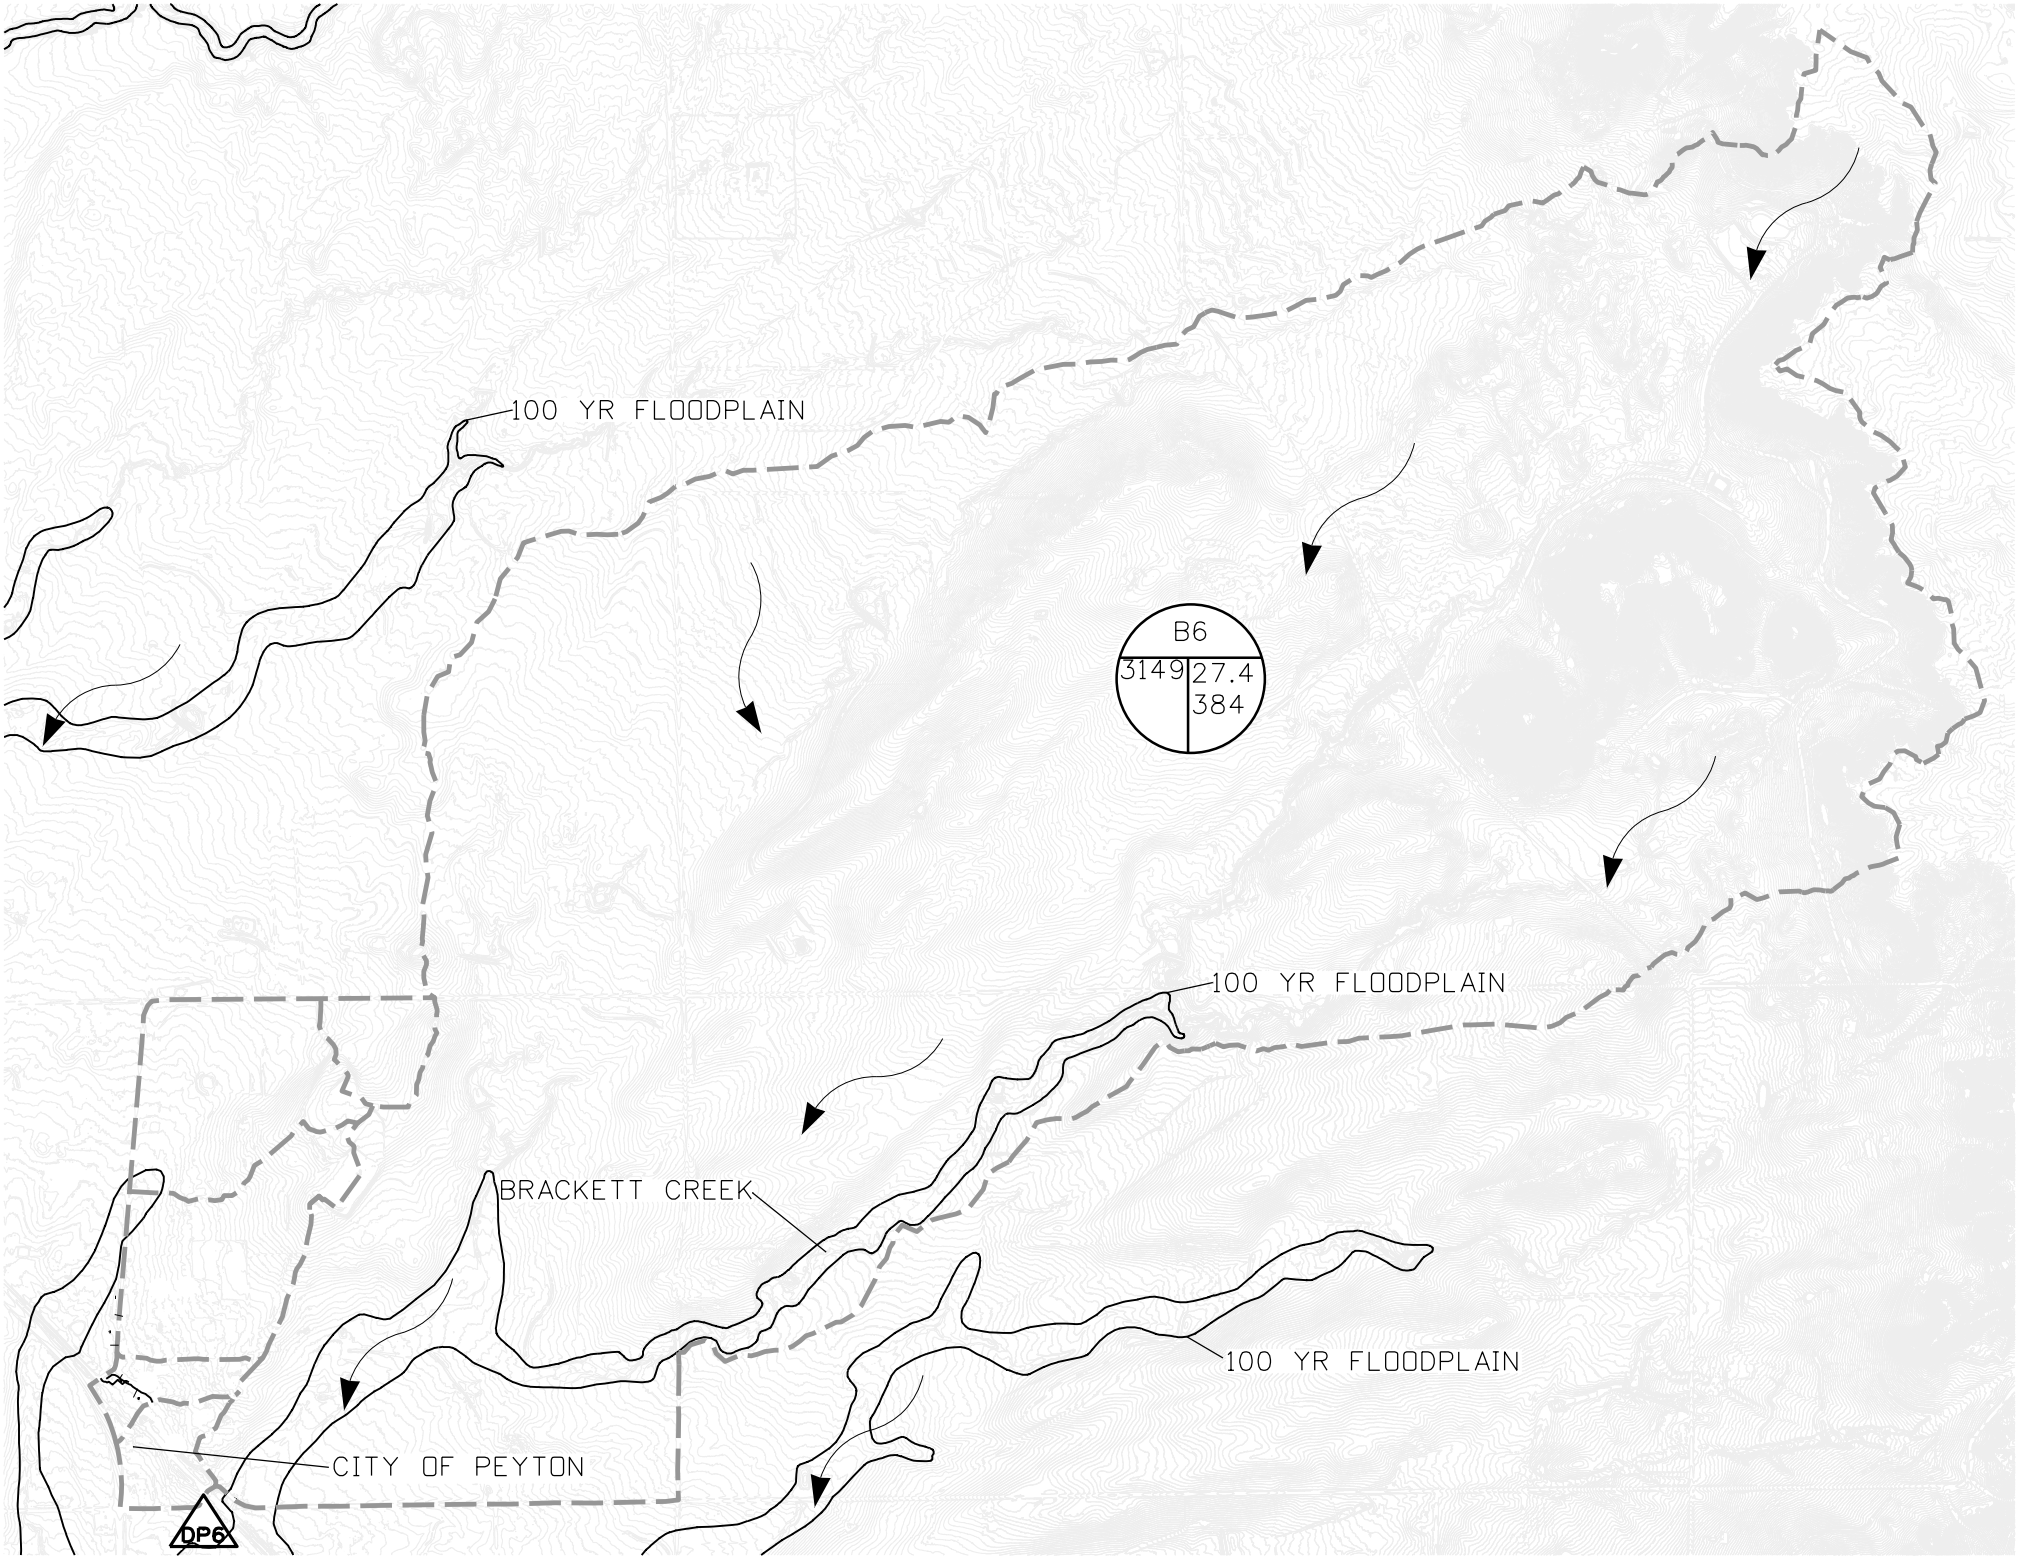 100 YR FLOODPLAIN
B6
3149
27.4
384
100 YR FLOODPLAIN
BRACKETT CREEK
100 YR FLOODPLAIN
CITY OF PEYTON
DP6